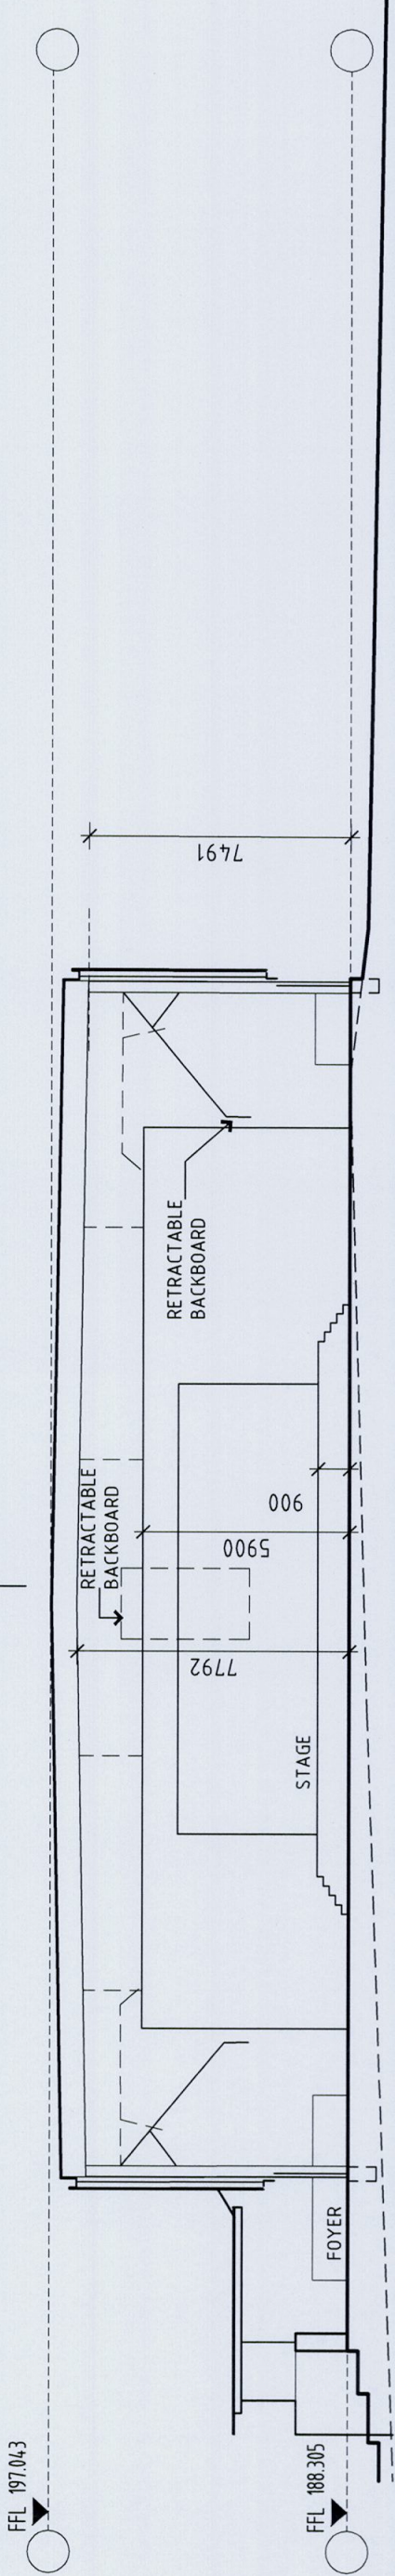 FFL 197.043
FFL 188.305
FOYER
STAGE
7792
RETRACTABLE
BACKBOARD
5900
900
RETRACTABLE
BACKBOARD
7491